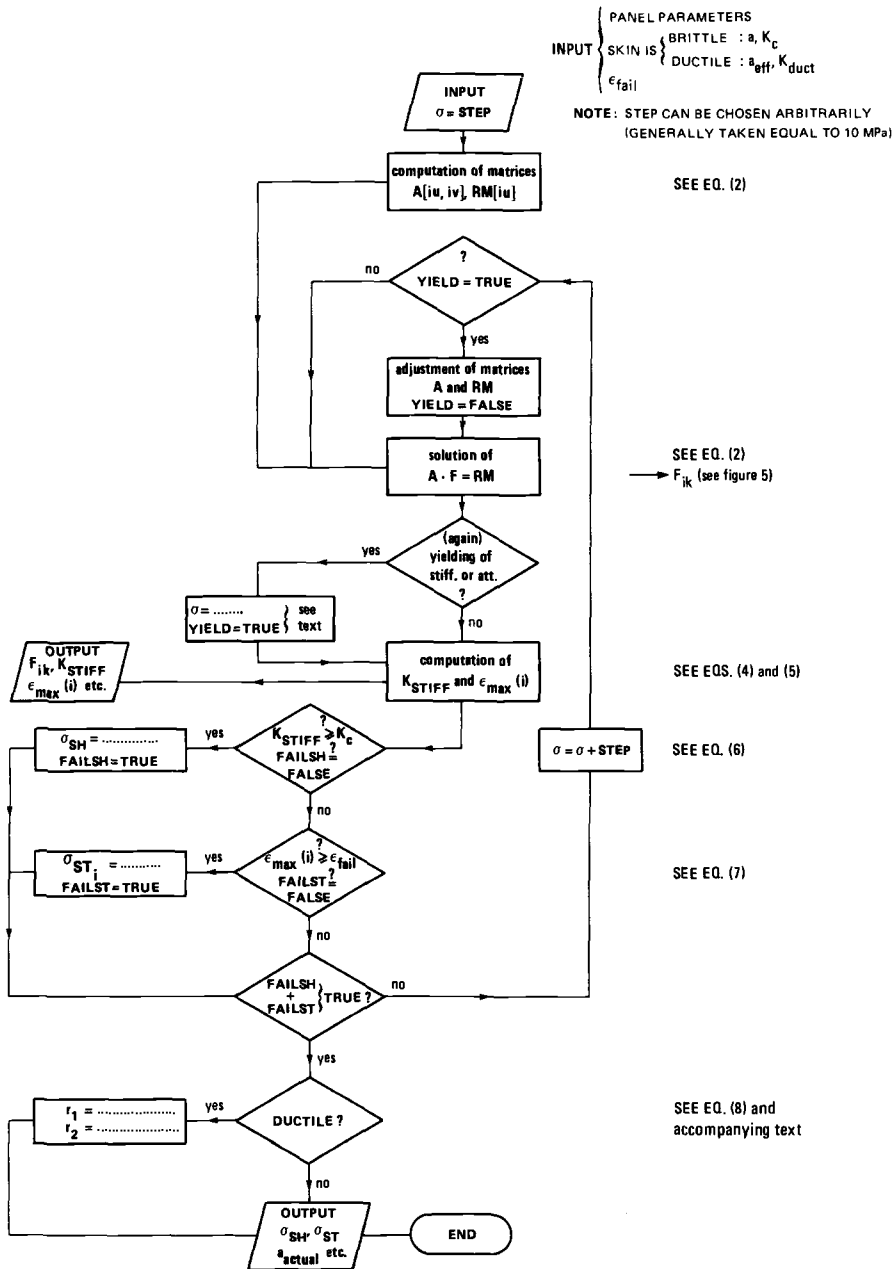 INPUT
PANEL PARAMETERS
SKIN IS
BRITTLE : a, K_c
DUCTILE : a_eff, K_duct
ϵ_fail
NOTE: STEP CAN BE CHOSEN ARBITRARILY
(GENERALLY TAKEN EQUAL TO 10 MPa)
INPUT
σ = STEP
computation of matrices
A[iu, iv], RM[iu]
SEE EQ. (2)
?
YIELD = TRUE
no
yes
adjustment of matrices
A and RM
YIELD = FALSE
solution of
A · F = RM
SEE EQ. (2)
F_ik (see figure 5)
(again)
yielding of
stiff. or att.
?
yes
no
σ = ........
YIELD = TRUE
see
text
computation of
K_STIFF and ϵ_max (i)
SEE EQS. (4) and (5)
OUTPUT
F_ik, K_STIFF
ϵ_max (i) etc.
?
K_STIFF ⩾ K_c
?
FAILSH =
FALSE
yes
no
σ_SH = ..............
FAILSH = TRUE
σ = σ + STEP
SEE EQ. (6)
?
ϵ_max (i) ⩾ ϵ_fail
?
FAILST =
FALSE
yes
no
σ_ST_i = ...........
FAILST = TRUE
SEE EQ. (7)
FAILSH
+
FAILST
TRUE ?
no
yes
DUCTILE ?
yes
no
r_1 = .....................
r_2 = ...................
SEE EQ. (8) and
accompanying text
OUTPUT
σ_SH, σ_ST
a_actual etc.
END